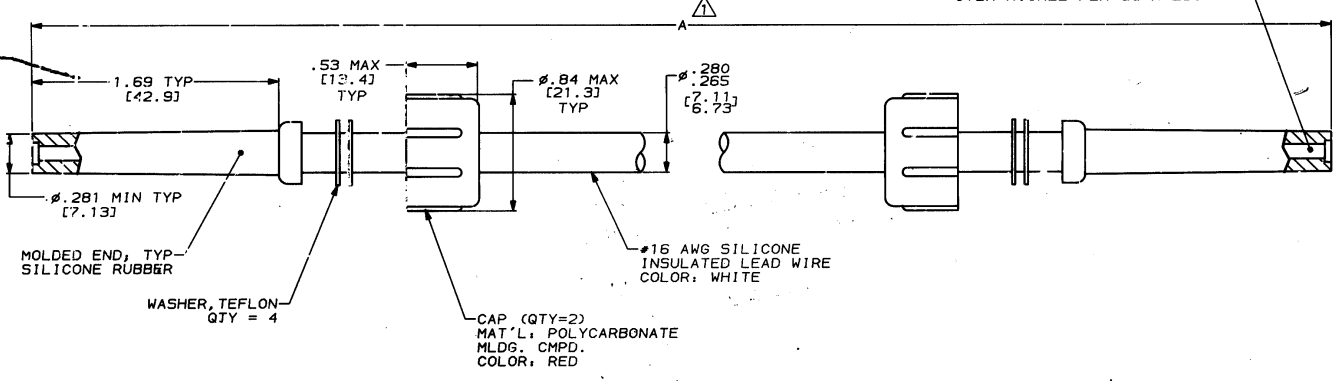 1
A
1.69 TYP
[42.9]
.53 MAX
[13.4]
TYP
ø.84 MAX
[21.3]
TYP
ø.280
.265
[7.11]
6.73
ø.281 MIN TYP
[7.13]
MOLDED END, TYP
SILICONE RUBBER
WASHER, TEFLON
QTY = 4
CAP (QTY=2)
MAT'L: POLYCARBONATE
MLDG. CMPD.
COLOR: RED
#16 AWG SILICONE
INSULATED LEAD WIRE
COLOR: WHITE